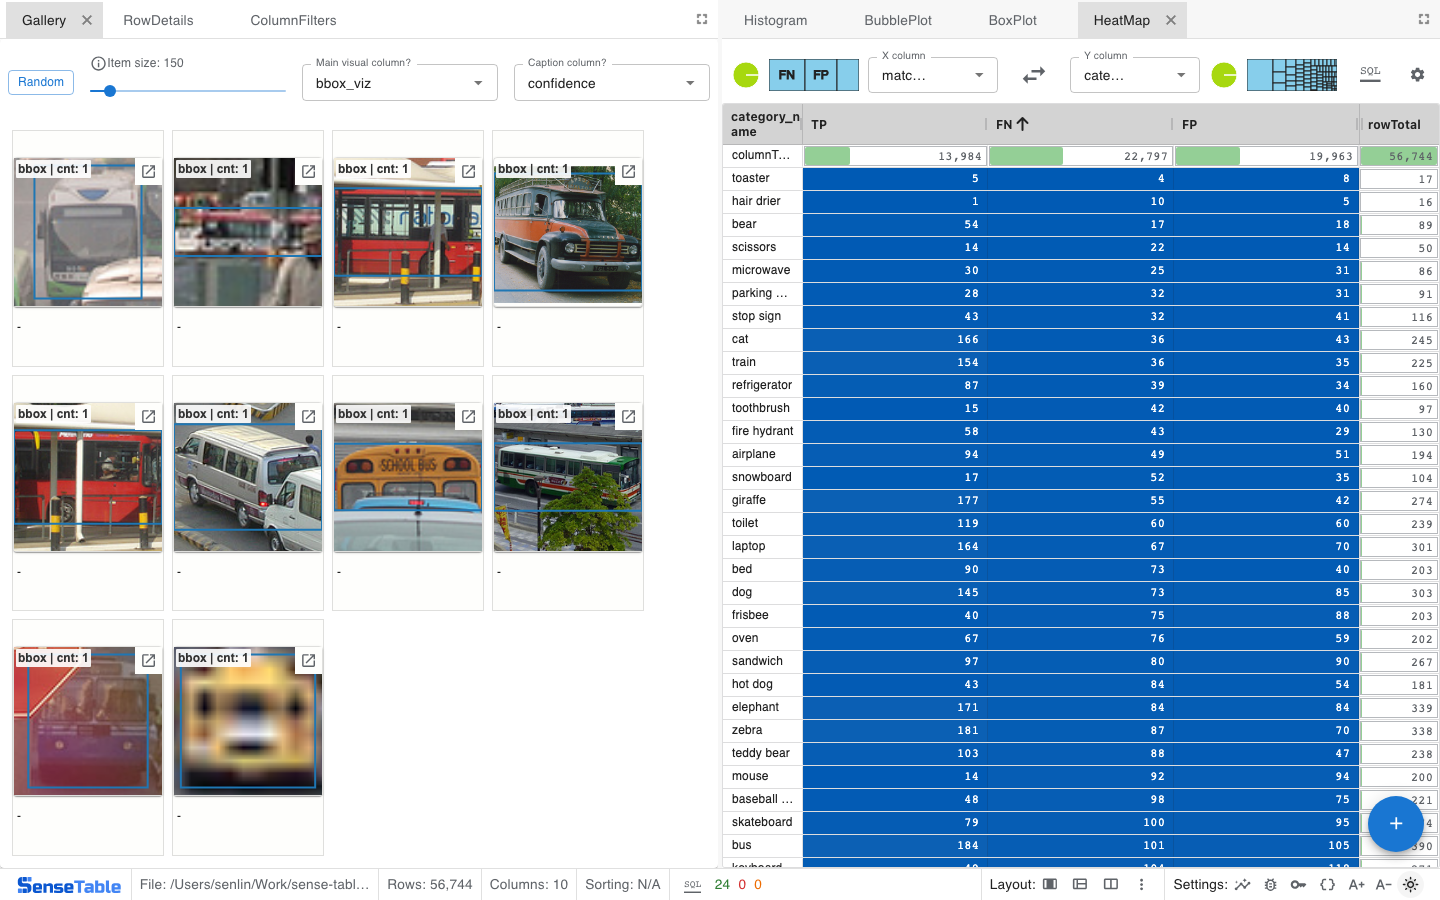 Gallery RowDetails ColumnFilters
Random
Item size: 150
Main visual column?
bbox_viz
Caption column?
confidence
bbox | cnt: 1 bbox | cnt: 1 bbox | cnt: 1 bbox | cnt: 1
- - - -
bbox | cnt: 1 bbox | cnt: 1 bbox | cnt: 1 bbox | cnt: 1
SCHOOL BUS
- - - -
bbox | cnt: 1 bbox | cnt: 1
- -
Histogram BubblePlot BoxPlot HeatMap
FN FP
X column
matc...
Y column
cate...
SQL
category_name TP FN FP rowTotal
columnT... 13,984 22,797 19,963 56,744
toaster 5 4 8 17
hair drier 1 10 5 16
bear 54 17 18 89
scissors 14 22 14 50
microwave 30 25 31 86
parking ... 28 32 31 91
stop sign 43 32 41 116
cat 166 36 43 245
train 154 36 35 225
refrigerator 87 39 34 160
toothbrush 15 42 40 97
fire hydrant 58 43 29 130
airplane 94 49 51 194
snowboard 17 52 35 104
giraffe 177 55 42 274
toilet 119 60 60 239
laptop 164 67 70 301
bed 90 73 40 203
dog 145 73 85 303
frisbee 40 75 88 203
oven 67 76 59 202
sandwich 97 80 90 267
hot dog 43 84 54 181
elephant 171 84 84 339
zebra 181 87 70 338
teddy bear 103 88 47 238
mouse 14 92 94 200
baseball ... 48 98 75 221
skateboard 79 100 95
bus 184 101 105 390
SenseTable
File: /Users/senlin/Work/sense-tabl...
Rows: 56,744
Columns: 10
Sorting: N/A
SQL 24 0 0
Layout:
Settings: A+ A-